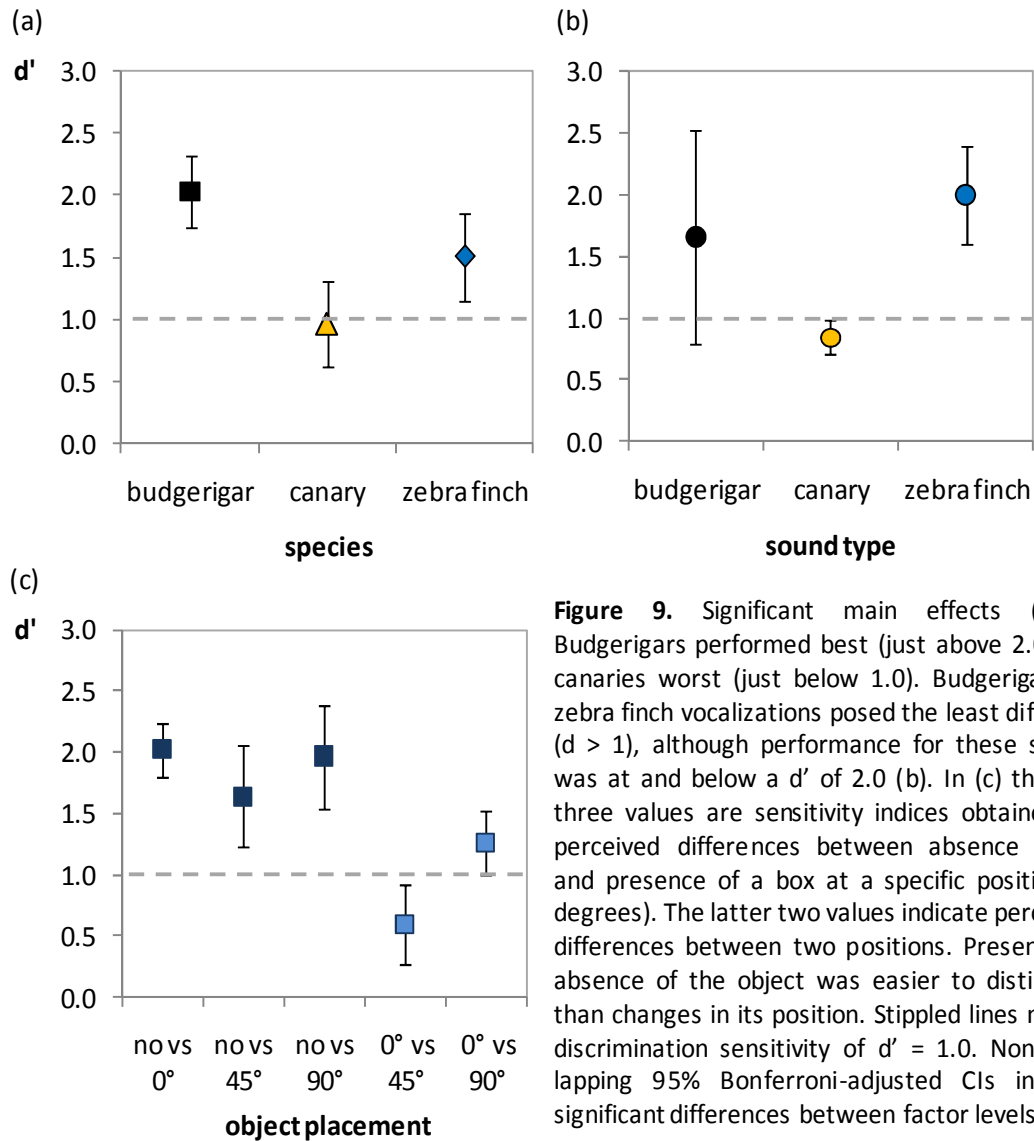 (a)
d'
3.0
2.5
2.0
1.5
1.0
0.5
0.0
budgerigar canary zebra finch
species
(b)
3.0
2.5
2.0
1.5
1.0
0.5
0.0
budgerigar canary zebra finch
sound type
(c)
d'
3.0
2.5
2.0
1.5
1.0
0.5
0.0
no vs no vs no vs 0° vs 0° vs
0° 45° 90° 45° 90°
object placement
Figure 9. Significant main effects (
Budgerigars performed best (just above 2.0
canaries worst (just below 1.0). Budgeriga
zebra finch vocalizations posed the least diff
(d > 1), although performance for these s
was at and below a d’ of 2.0 (b). In (c) th
three values are sensitivity indices obtaine
perceived differences between absence
and presence of a box at a specific positi
degrees). The latter two values indicate perc
differences between two positions. Presen
absence of the object was easier to disti
than changes in its position. Stippled lines
discrimination sensitivity of d’ = 1.0. Non
lapping 95% Bonferroni-adjusted CIs in
significant differences between factor levels